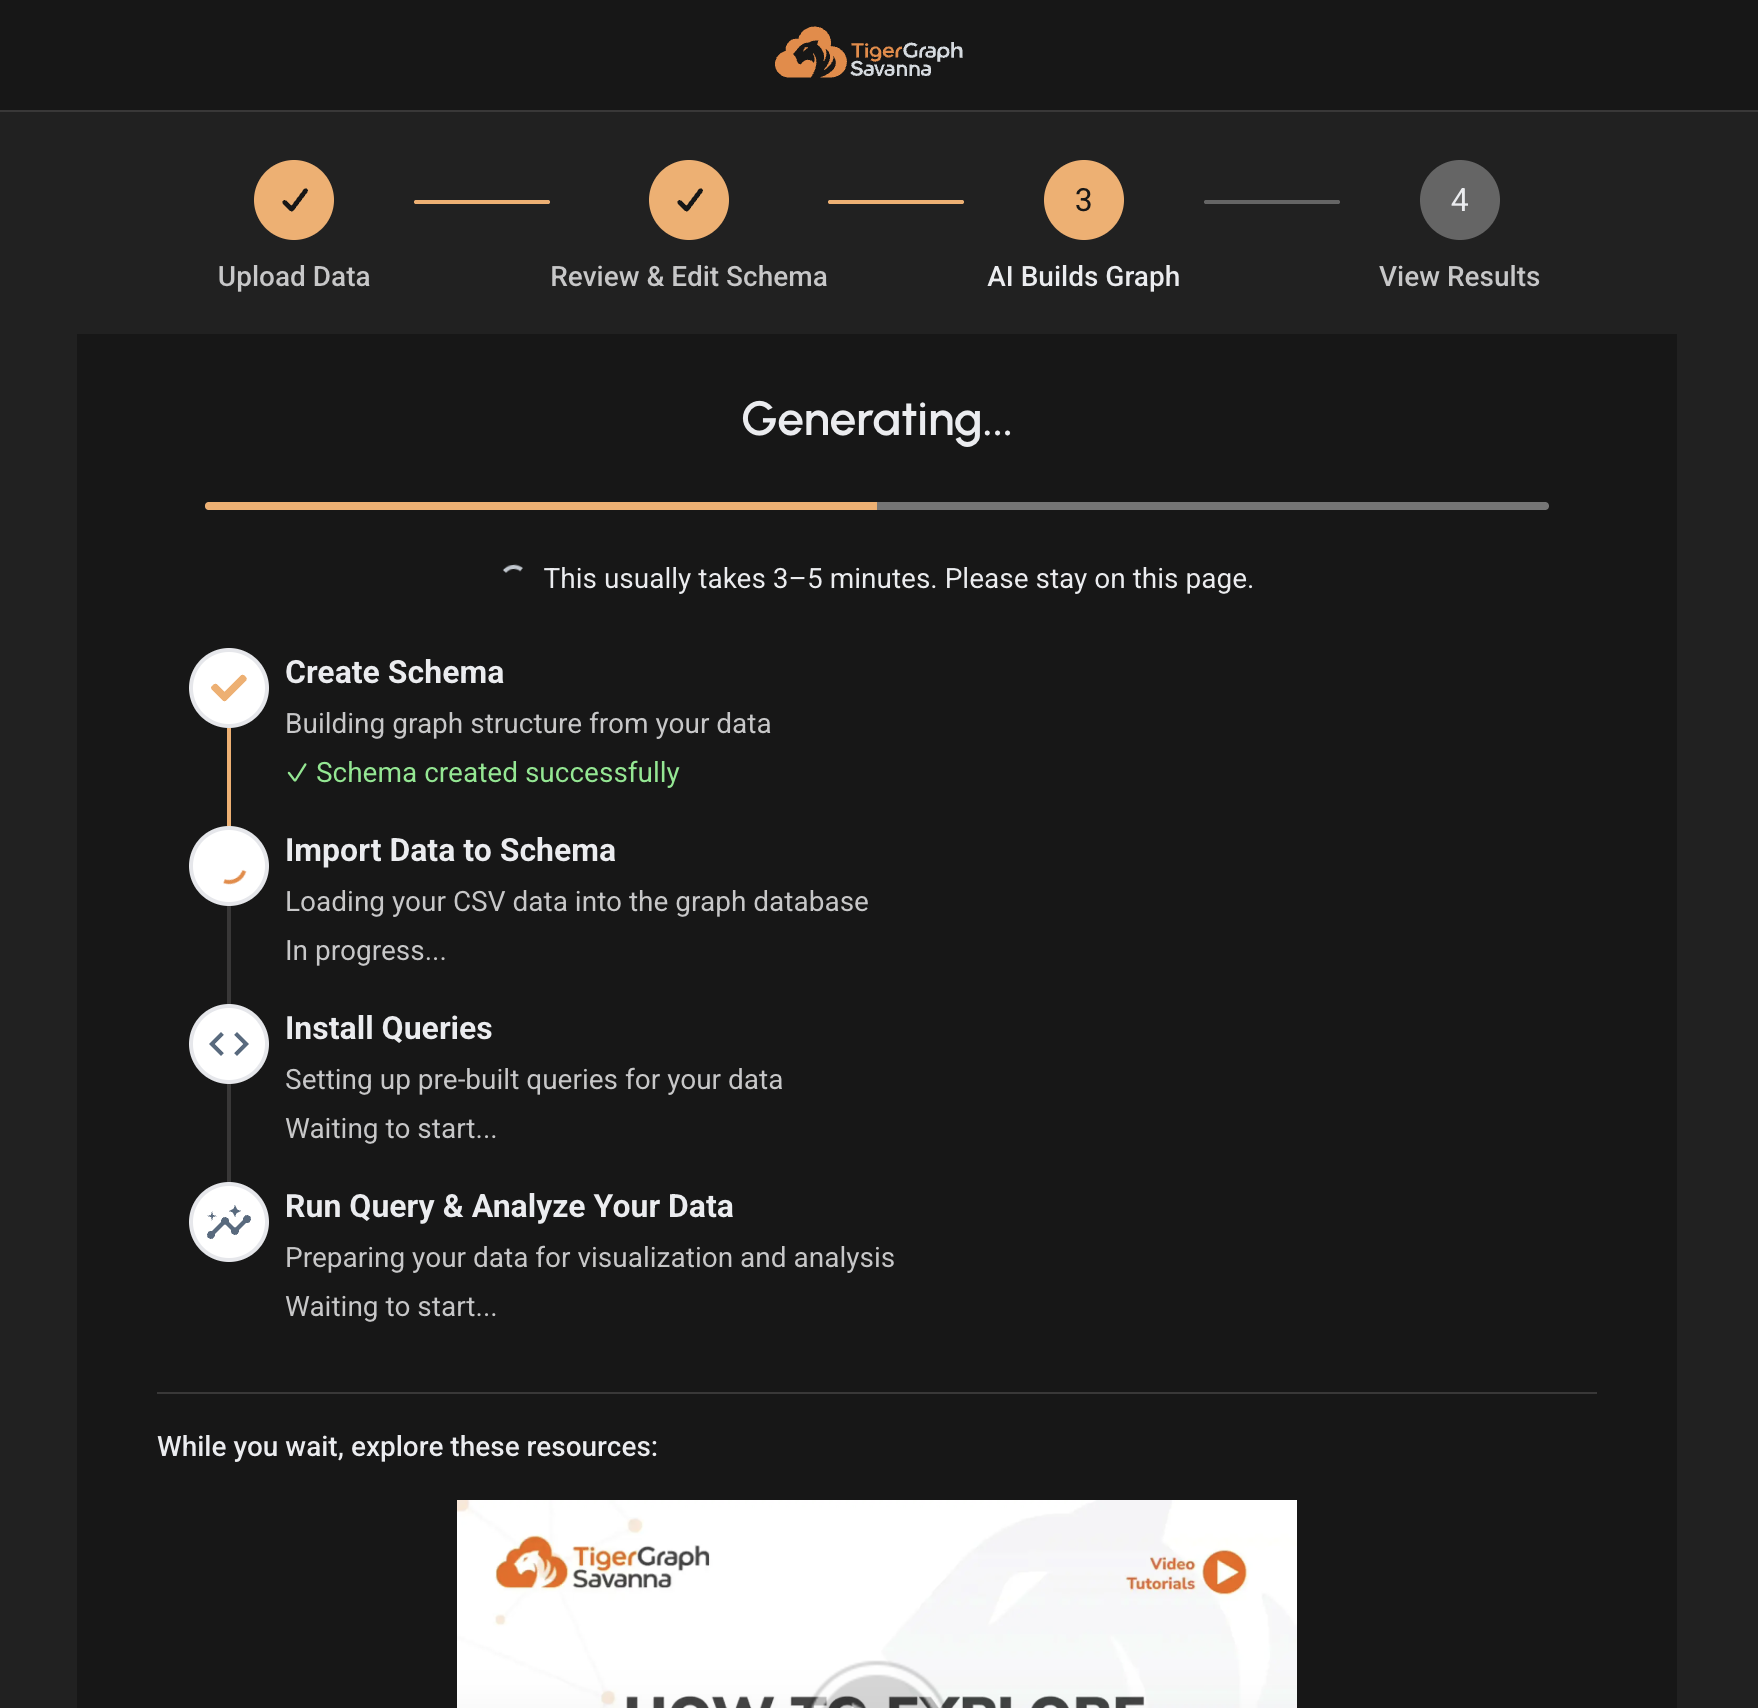 TigerGraph
Savanna
3
4
Upload Data
Review & Edit Schema
AI Builds Graph
View Results
Generating...
This usually takes 3–5 minutes. Please stay on this page.
Create Schema
Building graph structure from your data
✓ Schema created successfully
Import Data to Schema
Loading your CSV data into the graph database
In progress...
Install Queries
Setting up pre-built queries for your data
Waiting to start...
Run Query & Analyze Your Data
Preparing your data for visualization and analysis
Waiting to start...
While you wait, explore these resources:
TigerGraph
Savanna
Video
Tutorials
HOW TO EXPLORE